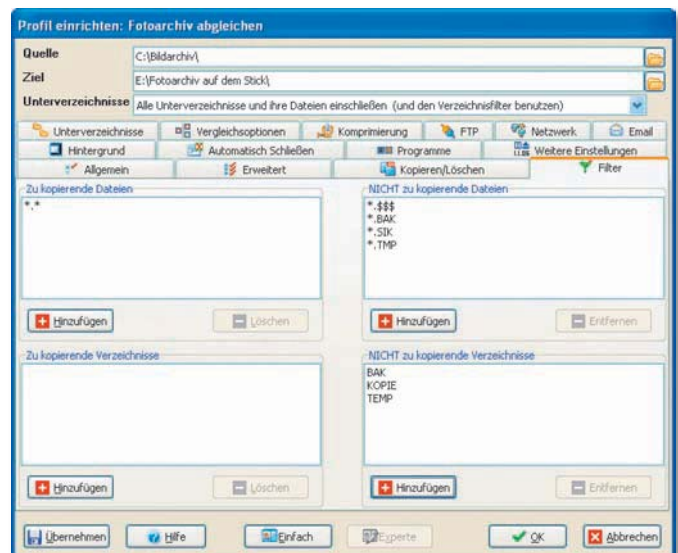 Profil einrichten: Fotoarchiv abgleichen
Quelle C:\Bildarchiv\
Ziel E:\Fotoarchiv auf dem Stick\
Unterverzeichnisse Alle Unterverzeichnisse und ihre Dateien einschließen (und den Verzeichnisfilter benutzen)
Unterverzeichnisse Vergleichsoptionen Komprimierung FTP Netzwerk Email
Hintergrund Automatisch Schließen Programme Weitere Einstellungen
Allgemein Erweitert Kopieren/Löschen Filter
Zu kopierende Dateien
*.*
Hinzufügen Löschen
NICHT zu kopierende Dateien
*.$$$
*.BAK
*.SIK
*.TMP
Hinzufügen Entfernen
Zu kopierende Verzeichnisse
Hinzufügen Löschen
NICHT zu kopierende Verzeichnisse
BAK
KOPIE
TEMP
Hinzufügen Entfernen
Übernehmen Hilfe Einfach Experte OK Abbrechen